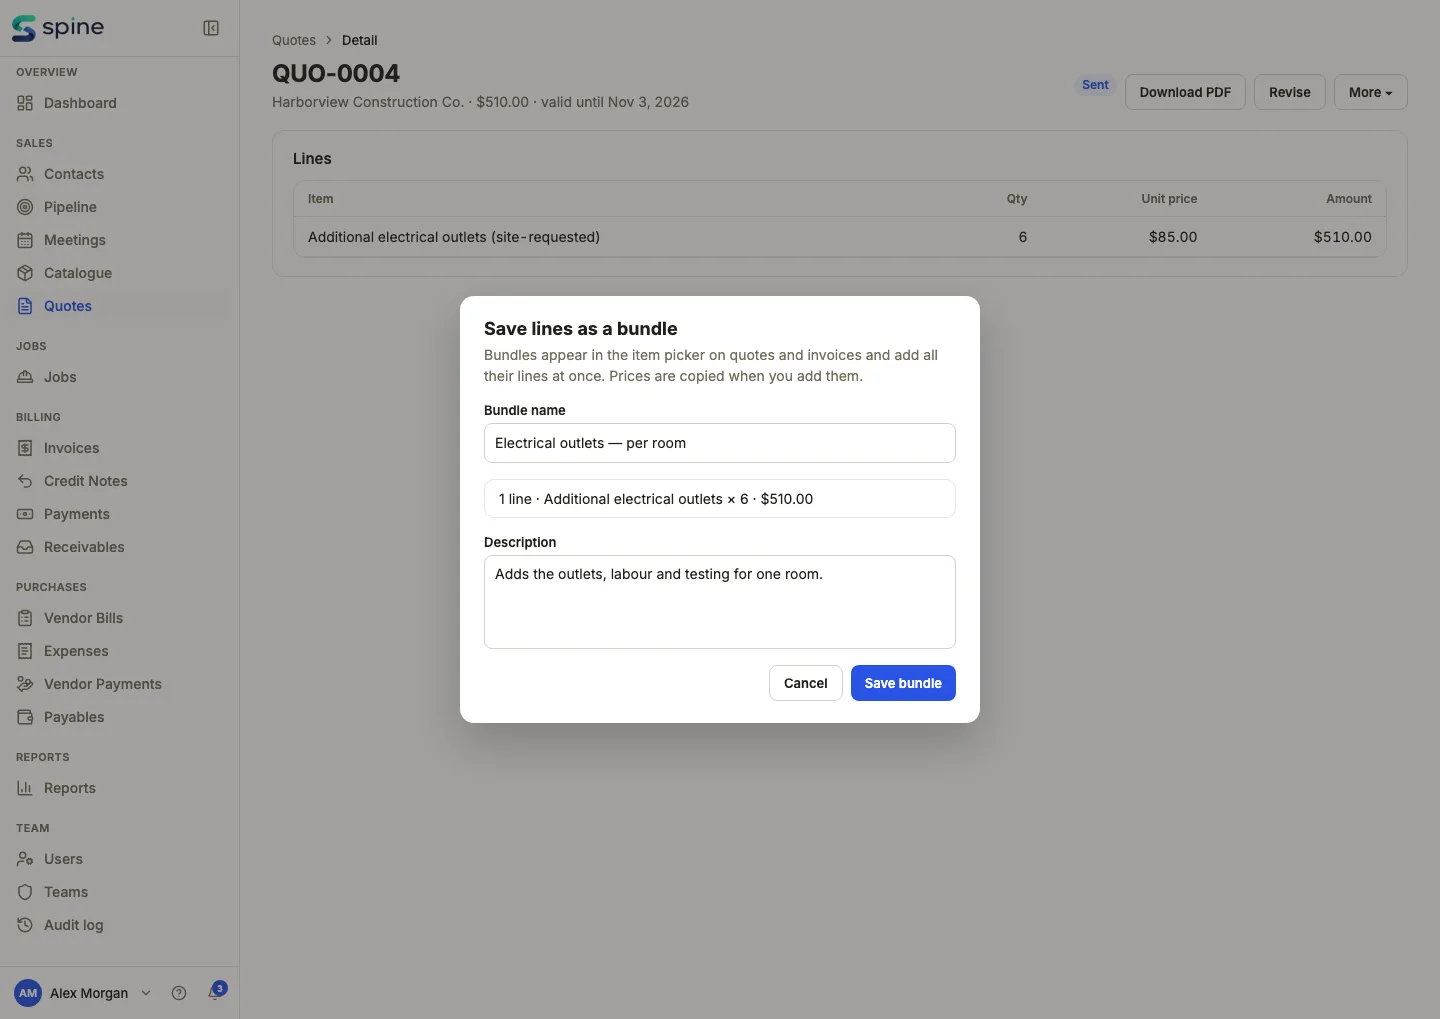 spine
OVERVIEW
Dashboard
SALES
Contacts
Pipeline
Meetings
Catalogue
Quotes
JOBS
Jobs
BILLING
Invoices
Credit Notes
Payments
Receivables
PURCHASES
Vendor Bills
Expenses
Vendor Payments
Payables
REPORTS
Reports
TEAM
Users
Teams
Audit log
AM Alex Morgan 3
Quotes > Detail
QUO-0004
Harborview Construction Co. · $510.00 · valid until Nov 3, 2026
Sent Download PDF Revise More
Lines
Item Qty Unit price Amount
Additional electrical outlets (site-requested) 6 $85.00 $510.00
Save lines as a bundle
Bundles appear in the item picker on quotes and invoices and add all
their lines at once. Prices are copied when you add them.
Bundle name
Electrical outlets — per room
1 line · Additional electrical outlets × 6 · $510.00
Description
Adds the outlets, labour and testing for one room.
Cancel Save bundle